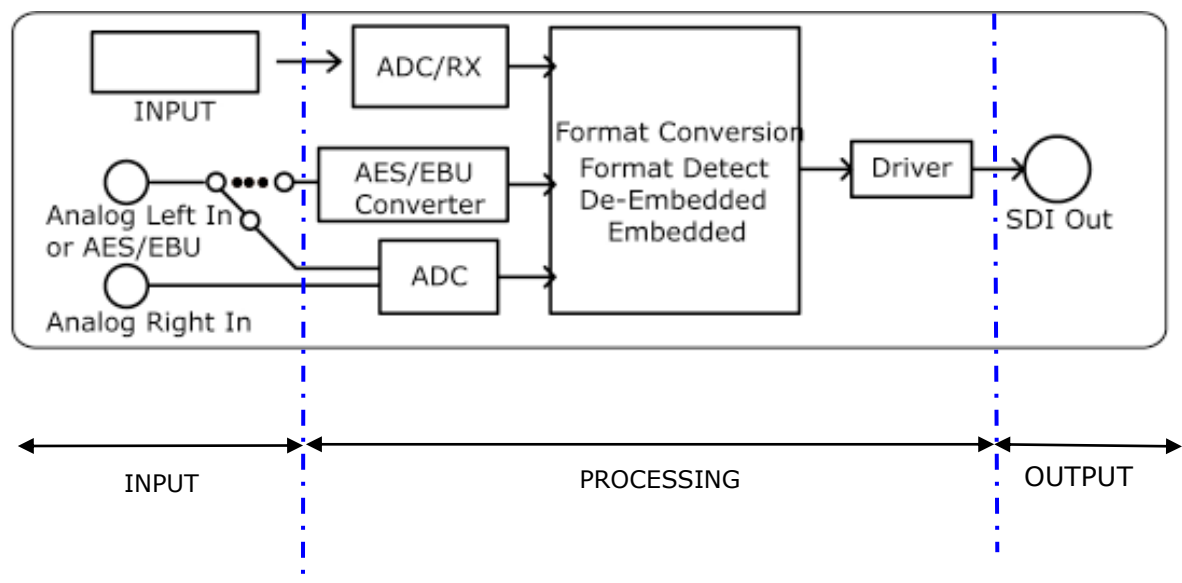 INPUT
ADC/RX
Analog Left In
or AES/EBU
AES/EBU
Converter
Analog Right In
ADC
Format Conversion
Format Detect
De-Embedded
Embedded
Driver
SDI Out
INPUT
PROCESSING
OUTPUT